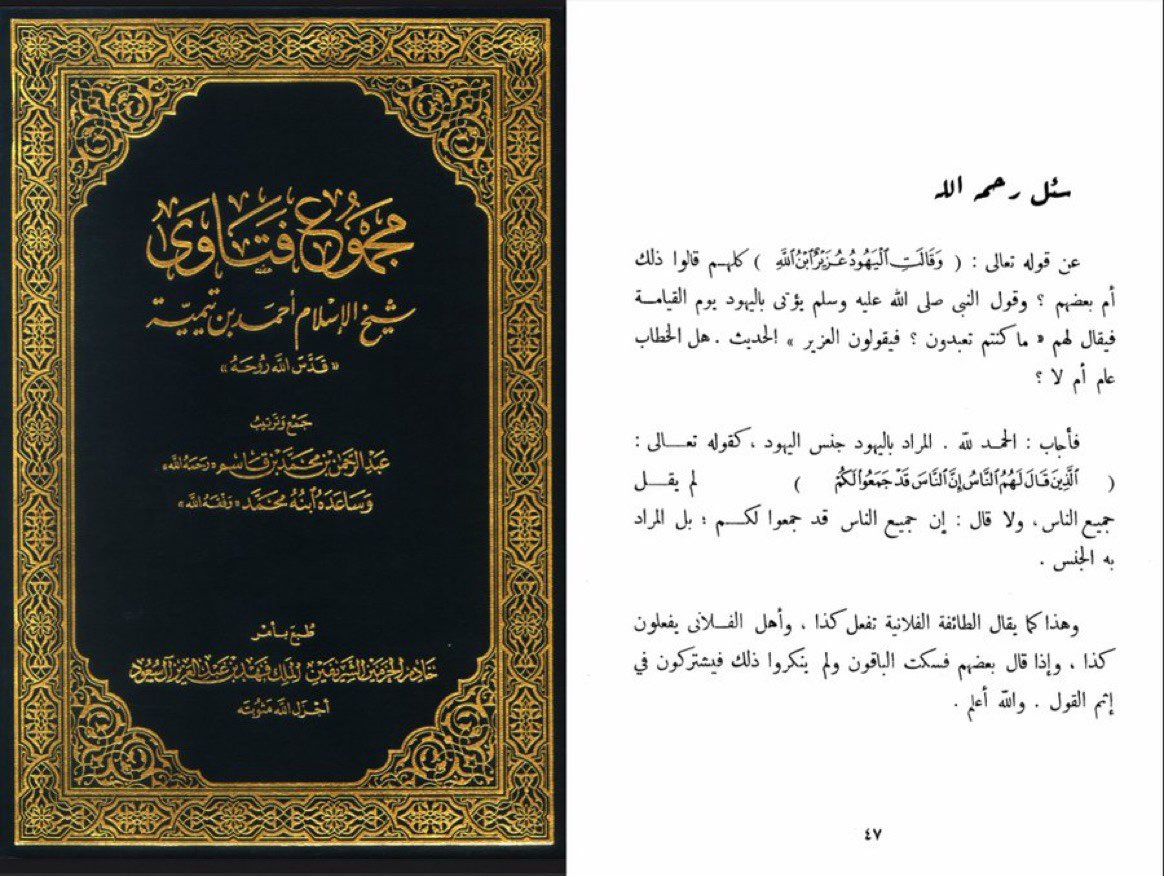 مجموع فتاوى
شيخ الإسلام أحمد بن تيمية
« قدس الله روحه »
جمع وترتيب
عبد الرحمن بن محمد بن قاسم « رحمه الله »
وساعده ابنه محمد « وفقه الله »
طبع بأمر
خادم الحرمين الشريفين الملك فهد بن عبد العزيز آل سعود
أجزل الله مثوبته
سئل رحمه الله
عن قوله تعالى : ( وَقَالَتِ ٱلْيَهُودُ عُزَيْرٌ ٱبْنُ ٱللَّهِ ) كلهم قالوا ذلك
أم بعضهم ؟ وقول النبي صلى الله عليه وسلم يؤتى باليهود يوم القيامة
فيقال لهم « ما كنتم تعبدون ؟ فيقولون العزير » الحديث . هل الخطاب
عام أم لا ؟
فأجاب : الحمد لله . المراد باليهود جنس اليهود ، كقوله تعـــالى :
( ٱلَّذِينَ قَالَ لَهُمُ ٱلنَّاسُ إِنَّ ٱلنَّاسَ قَدْ جَمَعُوا۟ لَكُمْ ) لم يقــل
جميع الناس ، ولا قال : إن جميع الناس قد جمعوا لكــم ؛ بل المراد
به الجنس .
وهذا كما يقال الطائفة الفلانية تفعل كذا ، وأهل الفــلانى يفعلون
كذا ، وإذا قال بعضهم فسكت الباقون ولم ينكروا ذلك فيشتركون في
إثم القول . والله أعلم .
٤٧